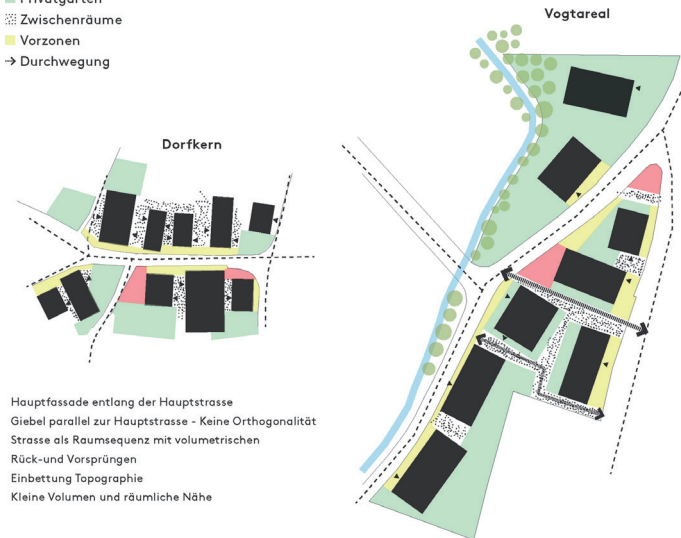 Privatgärten
Zwischenräume
Vorzonen
Durchwegung
Vogtareal
Dorfkern
Hauptfassade entlang der Hauptstrasse
Giebel parallel zur Hauptstrasse - Keine Orthogonalität
Strasse als Raumsequenz mit volumetrischen
Rück-und Vorsprüngen
Einbettung Topographie
Kleine Volumen und räumliche Nähe